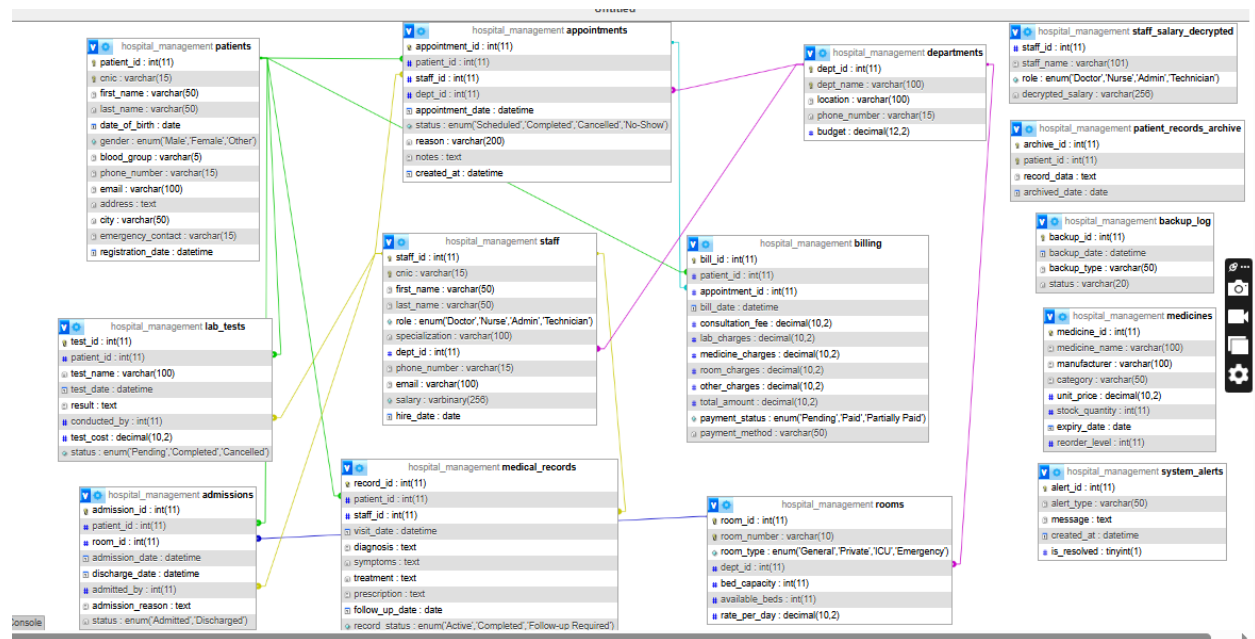 Untitled
hospital_management patients
patient_id : int(11)
cnic : varchar(15)
first_name : varchar(50)
last_name : varchar(50)
date_of_birth : date
gender : enum('Male','Female','Other')
blood_group : varchar(5)
phone_number : varchar(15)
email : varchar(100)
address : text
city : varchar(50)
emergency_contact : varchar(15)
registration_date : datetime
hospital_management appointments
appointment_id : int(11)
patient_id : int(11)
staff_id : int(11)
dept_id : int(11)
appointment_date : datetime
status : enum('Scheduled','Completed','Cancelled','No-Show')
reason : varchar(200)
notes : text
created_at : datetime
hospital_management departments
dept_id : int(11)
dept_name : varchar(100)
location : varchar(100)
phone_number : varchar(15)
budget : decimal(12,2)
hospital_management staff_salary_decrypted
staff_id : int(11)
staff_name : varchar(101)
role : enum('Doctor','Nurse','Admin','Technician')
decrypted_salary : varchar(256)
hospital_management patient_records_archive
archive_id : int(11)
patient_id : int(11)
record_data : text
archived_date : date
hospital_management backup_log
backup_id : int(11)
backup_date : datetime
backup_type : varchar(50)
status : varchar(20)
hospital_management staff
staff_id : int(11)
cnic : varchar(15)
first_name : varchar(50)
last_name : varchar(50)
role : enum('Doctor','Nurse','Admin','Technician')
specialization : varchar(100)
dept_id : int(11)
phone_number : varchar(15)
email : varchar(100)
salary : varbinary(256)
hire_date : date
hospital_management billing
bill_id : int(11)
patient_id : int(11)
appointment_id : int(11)
bill_date : datetime
consultation_fee : decimal(10,2)
lab_charges : decimal(10,2)
medicine_charges : decimal(10,2)
room_charges : decimal(10,2)
other_charges : decimal(10,2)
total_amount : decimal(10,2)
payment_status : enum('Pending','Paid','Partially Paid')
payment_method : varchar(50)
hospital_management medicines
medicine_id : int(11)
medicine_name : varchar(100)
manufacturer : varchar(100)
category : varchar(50)
unit_price : decimal(10,2)
stock_quantity : int(11)
expiry_date : date
reorder_level : int(11)
hospital_management lab_tests
test_id : int(11)
patient_id : int(11)
test_name : varchar(100)
test_date : datetime
result : text
conducted_by : int(11)
test_cost : decimal(10,2)
status : enum('Pending','Completed','Cancelled')
hospital_management admissions
admission_id : int(11)
patient_id : int(11)
room_id : int(11)
admission_date : datetime
discharge_date : datetime
admitted_by : int(11)
admission_reason : text
status : enum('Admitted','Discharged')
hospital_management medical_records
record_id : int(11)
patient_id : int(11)
staff_id : int(11)
visit_date : datetime
diagnosis : text
symptoms : text
treatment : text
prescription : text
follow_up_date : date
record_status : enum('Active','Completed','Follow-up Required')
hospital_management rooms
room_id : int(11)
room_number : varchar(10)
room_type : enum('General','Private','ICU','Emergency')
dept_id : int(11)
bed_capacity : int(11)
available_beds : int(11)
rate_per_day : decimal(10,2)
hospital_management system_alerts
alert_id : int(11)
alert_type : varchar(50)
message : text
created_at : datetime
is_resolved : tinyint(1)
Console